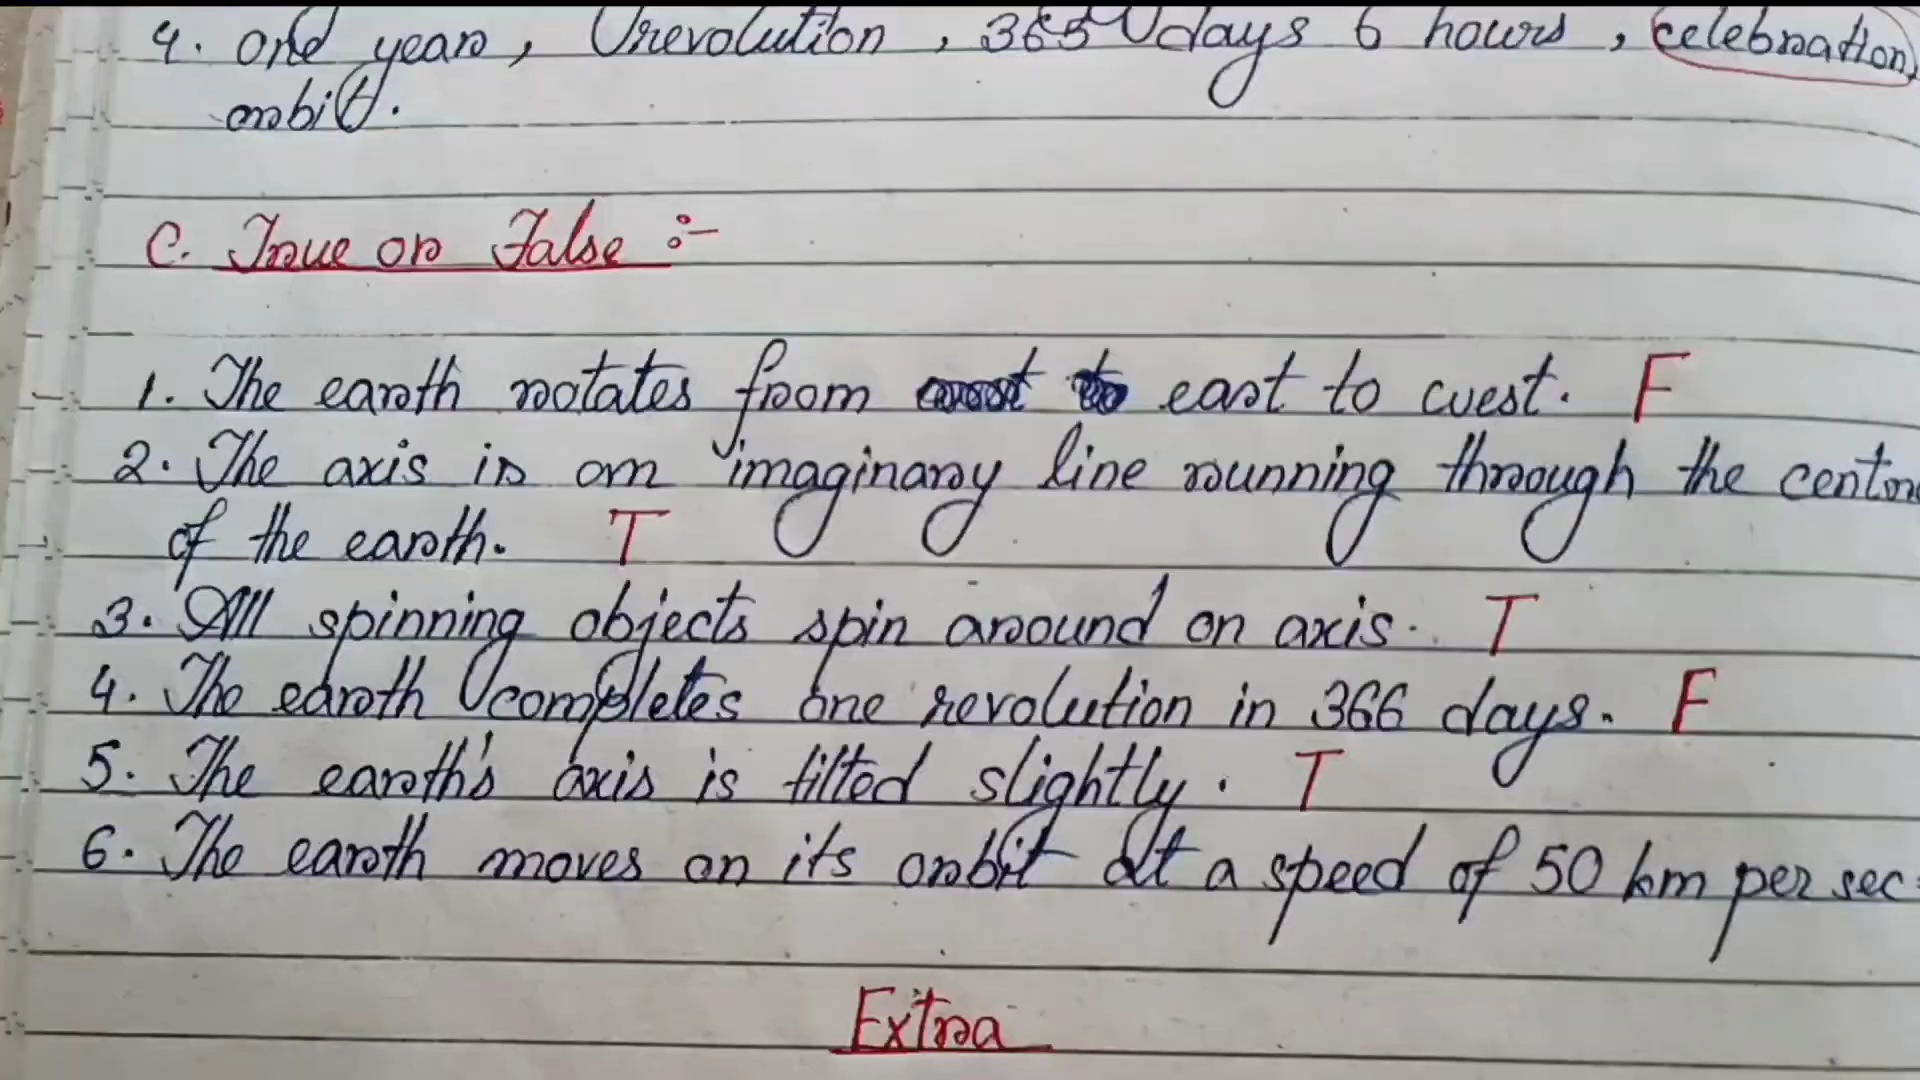 4. One year, revolution, 365 days 6 hours, celebration,
orbit.
C. True or False :-
1. The earth rotates from east to west. F
2. The axis is an imaginary line running through the centre
of the earth. T
3. All spinning objects spin around an axis. T
4. The earth completes one revolution in 366 days. F
5. The earth's axis is tilted slightly. T
6. The earth moves on its orbit at a speed of 50 km per sec.
Extra